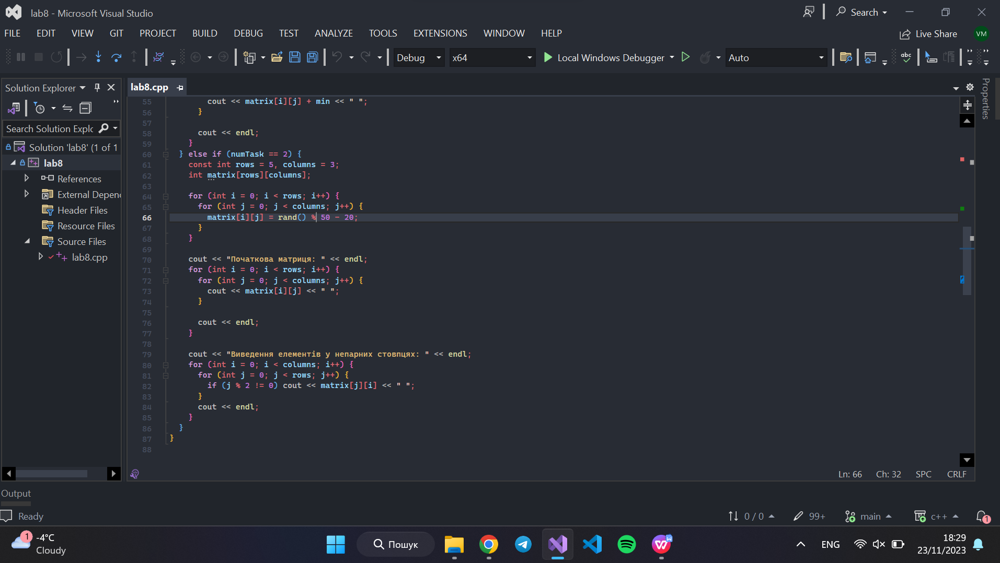 lab8 - Microsoft Visual Studio
Search
FILE EDIT VIEW GIT PROJECT BUILD DEBUG TEST ANALYZE TOOLS EXTENSIONS WINDOW HELP
Live Share
VM
Debug
x64
Local Windows Debugger
Auto
abc
Solution Explorer
lab8.cpp
Properties
Search Solution Explc
Solution 'lab8' (1 of 1
lab8
References
External Depen
Header Files
Resource Files
Source Files
lab8.cpp
55 cout << matrix[i][j] + min << " ";
56 }
57
58 cout << endl;
59 }
60 } else if (numTask == 2) {
61 const int rows = 5, columns = 3;
62 int matrix[rows][columns];
63
64 for (int i = 0; i < rows; i++) {
65 for (int j = 0; j < columns; j++) {
66 matrix[i][j] = rand() % 50 - 20;
67 }
68 }
69
70 cout << "Початкова матриця: " << endl;
71 for (int i = 0; i < rows; i++) {
72 for (int j = 0; j < columns; j++) {
73 cout << matrix[i][j] << " ";
74 }
75
76 cout << endl;
77 }
78
79 cout << "Виведення елементів у непарних стовпцях: " << endl;
80 for (int i = 0; i < columns; i++) {
81 for (int j = 0; j < rows; j++) {
82 if (j % 2 != 0) cout << matrix[j][i] << " ";
83 }
84 cout << endl;
85 }
86 }
87 }
88
Ln: 66 Ch: 32 SPC CRLF
Output
Ready
0 / 0
99+
main
c++
1
1
-4°C
Cloudy
Пошук
W
ENG
18:29
23/11/2023